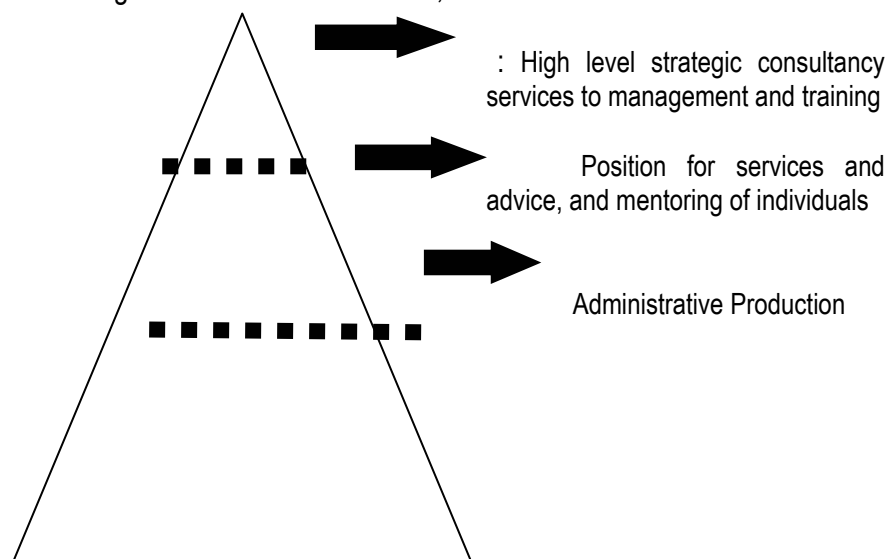 : High level strategic consultancy
services to management and training
Position for services and
advice, and mentoring of individuals
Administrative Production